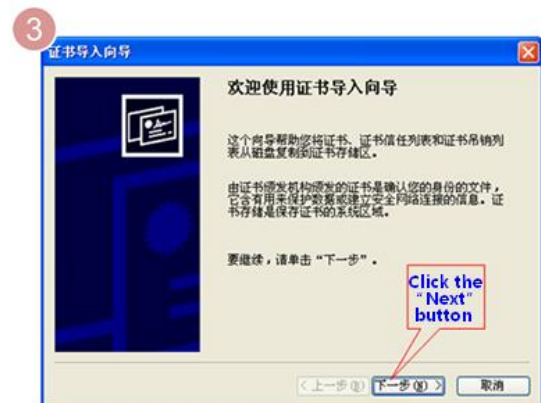 3
证书导入向导
欢迎使用证书导入向导
这个向导帮助您将证书、证书信任列表和证书吊销列
表从磁盘复制到证书存储区。
由证书颁发机构颁发的证书是确认您的身份的文件，
它含有用来保护数据或建立安全网络连接的信息。证
书存储是保存证书的系统区域。
要继续，请单击“下一步”。
Click the
“Next”
button
<上一步(B) 下一步(N) > 取消